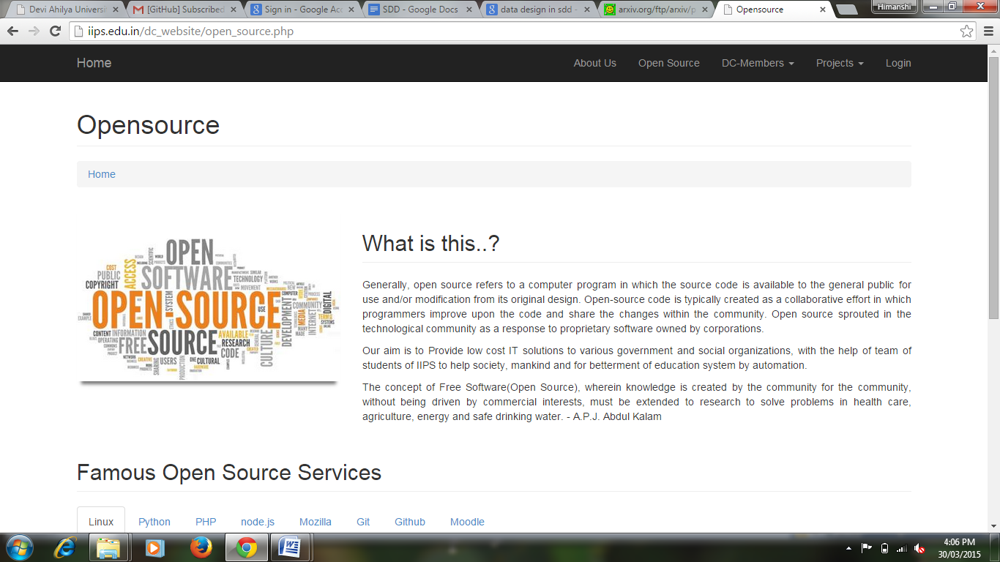 Devi Ahilya Universi
[GitHub] Subscribed
Sign in - Google Acc
SDD - Google Docs
data design in sdd -
arxiv.org/ftp/arxiv/p
Opensource
Himanshi
iips.edu.in/dc_website/open_source.php
Home
About Us
Open Source
DC-Members
Projects
Login
Opensource
Home
OPEN
SOFTWARE
COST
PUBLIC
ACCESS
COPYRIGHT
TECHNOLOGY
OPEN-SOURCE
SYSTEM
USE
DEVELOPMENT
COMPUTER
COMMUNITY
INTERNET
MEDIA
DIGITAL
CONTENT INFORMATION
FREE
SOURCE
AVAILABLE
RESEARCH
CODE
CULTURE
USERS
CULTURAL
What is this..?
Generally, open source refers to a computer program in which the source code is available to the general public for
use and/or modification from its original design. Open-source code is typically created as a collaborative effort in which
programmers improve upon the code and share the changes within the community. Open source sprouted in the
technological community as a response to proprietary software owned by corporations.
Our aim is to Provide low cost IT solutions to various government and social organizations, with the help of team of
students of IIPS to help society, mankind and for betterment of education system by automation.
The concept of Free Software(Open Source), wherein knowledge is created by the community for the community,
without being driven by commercial interests, must be extended to research to solve problems in health care,
agriculture, energy and safe drinking water. - A.P.J. Abdul Kalam
Famous Open Source Services
Linux
Python
PHP
node.js
Mozilla
Git
Github
Moodle
4:06 PM
30/03/2015